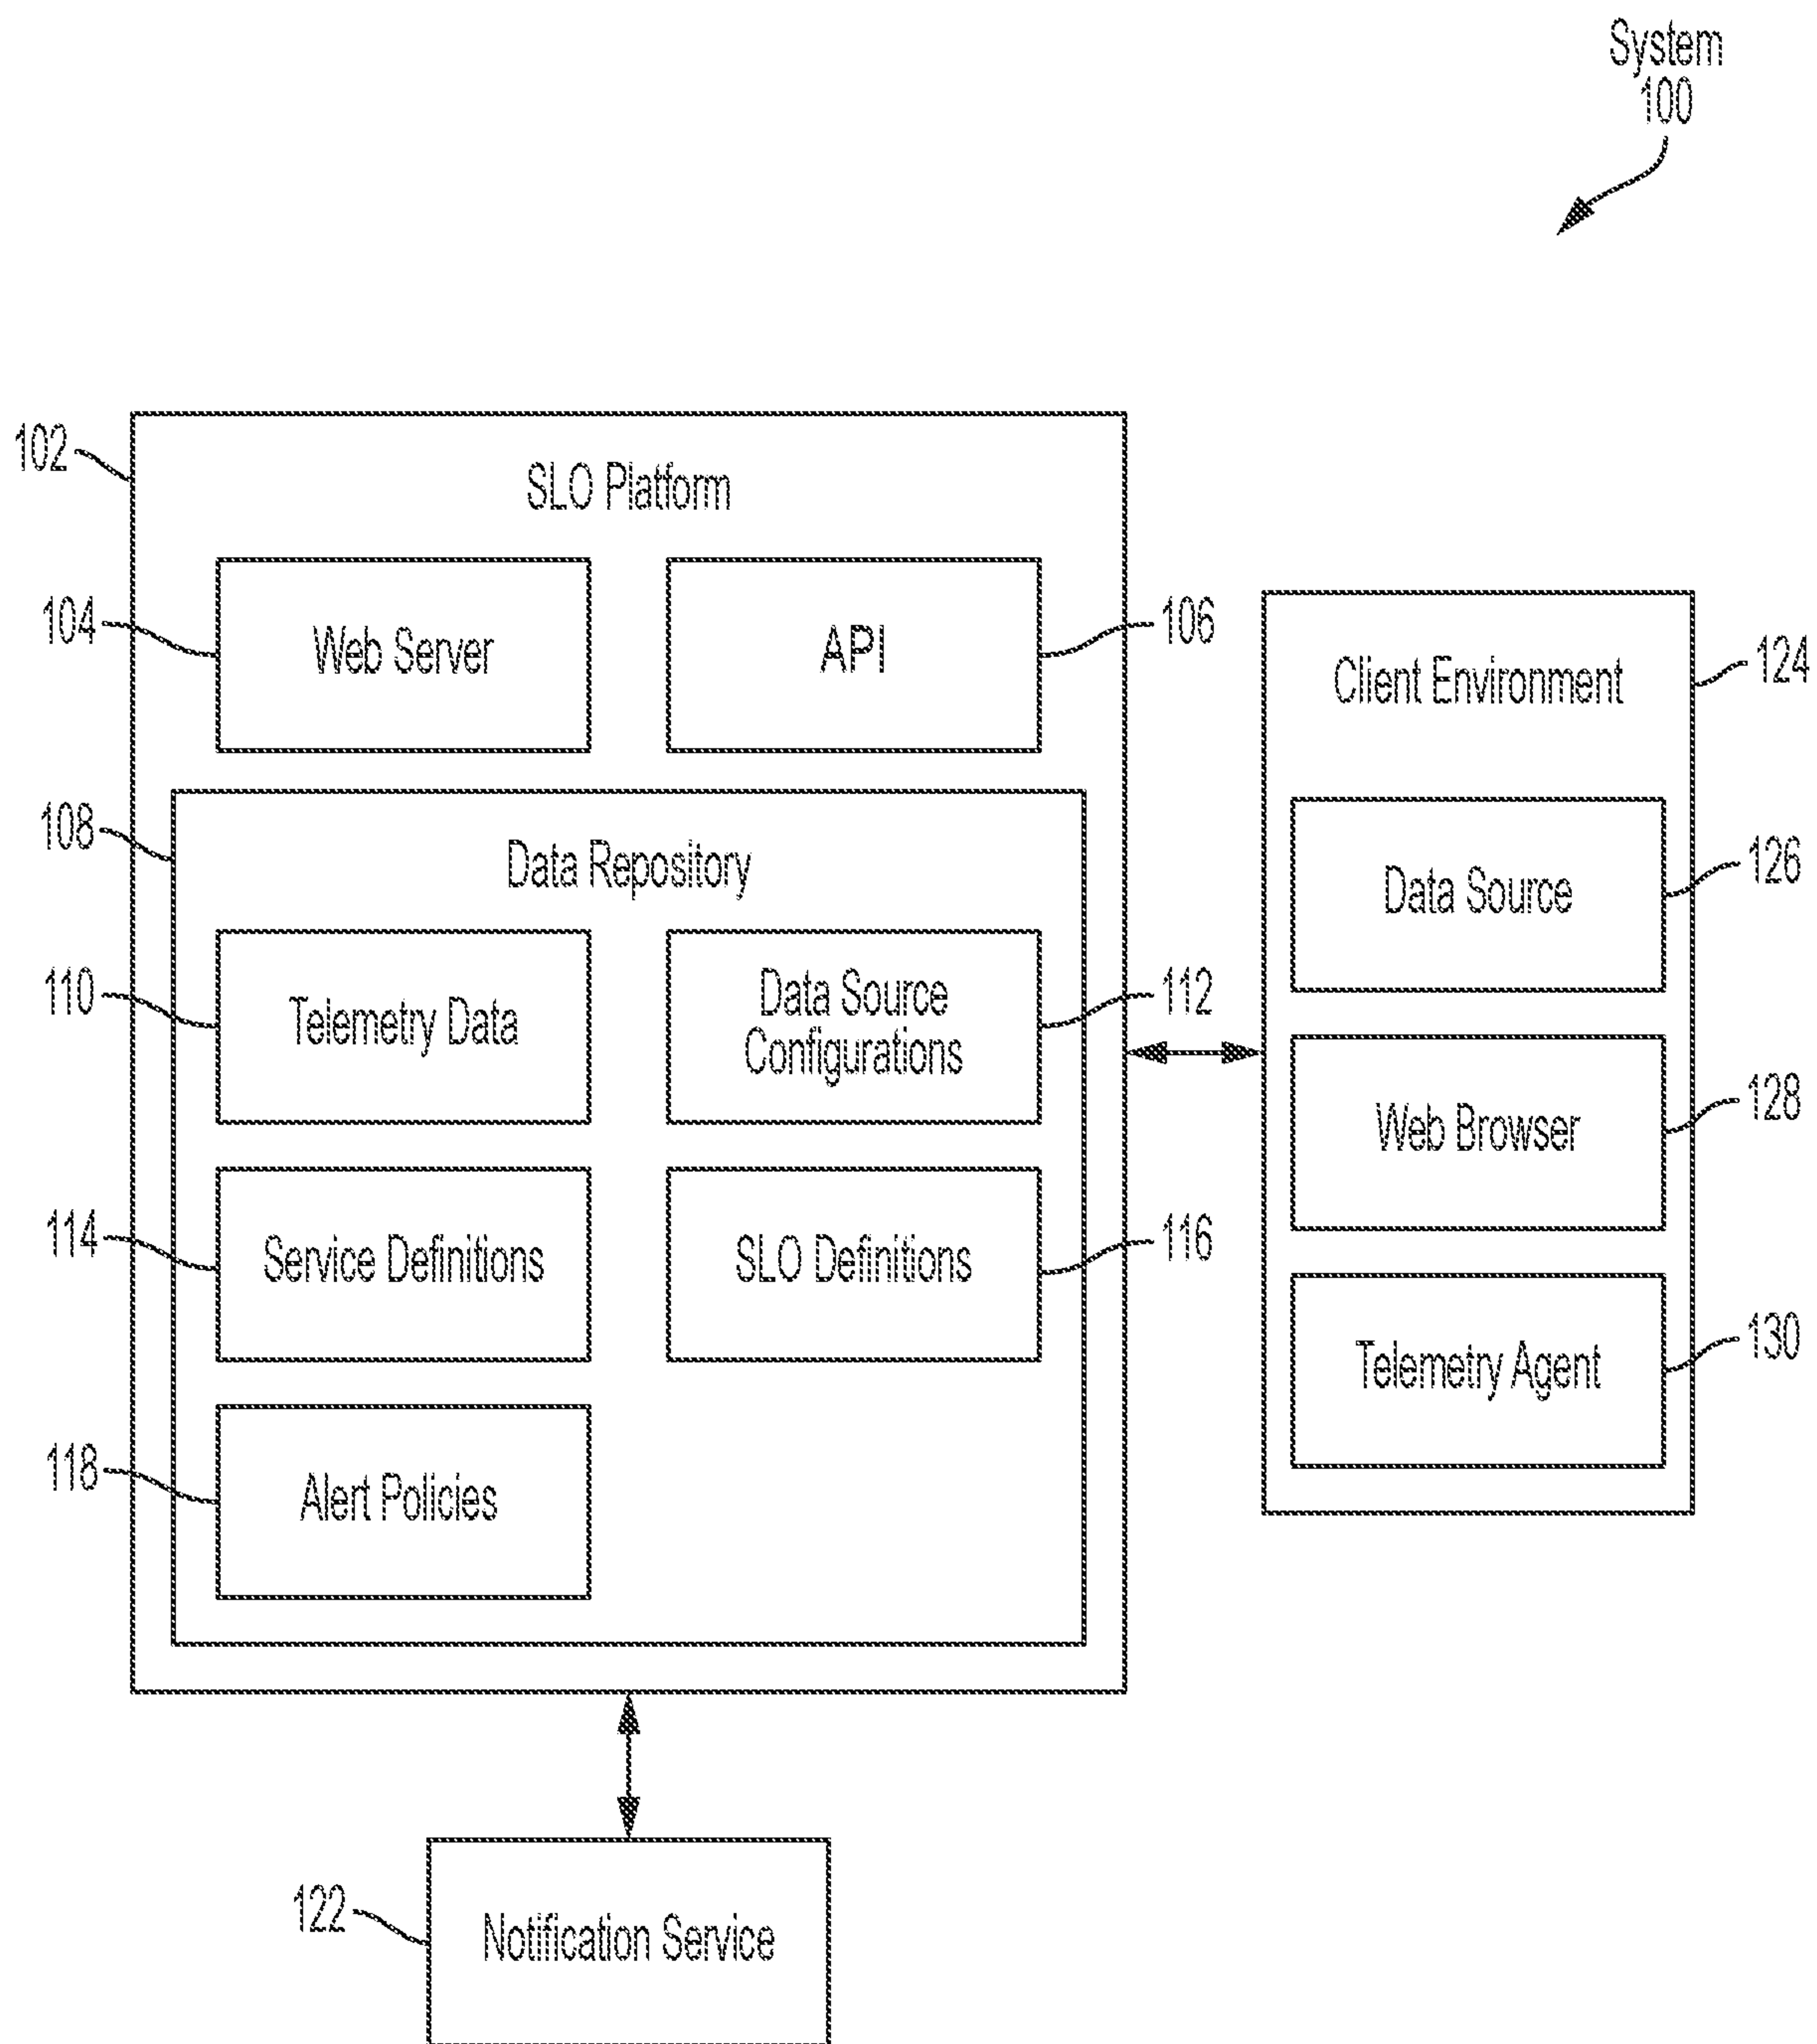 System
100
102
SLO Platform
104
Web Server
API
106
Client Environment
124
108
Data Repository
Data Source
126
110
Telemetry Data
Data Source
Configurations
112
Web Browser
128
114
Service Definitions
SLO Definitions
116
Telemetry Agent
130
118
Alert Policies
122
Notification Service